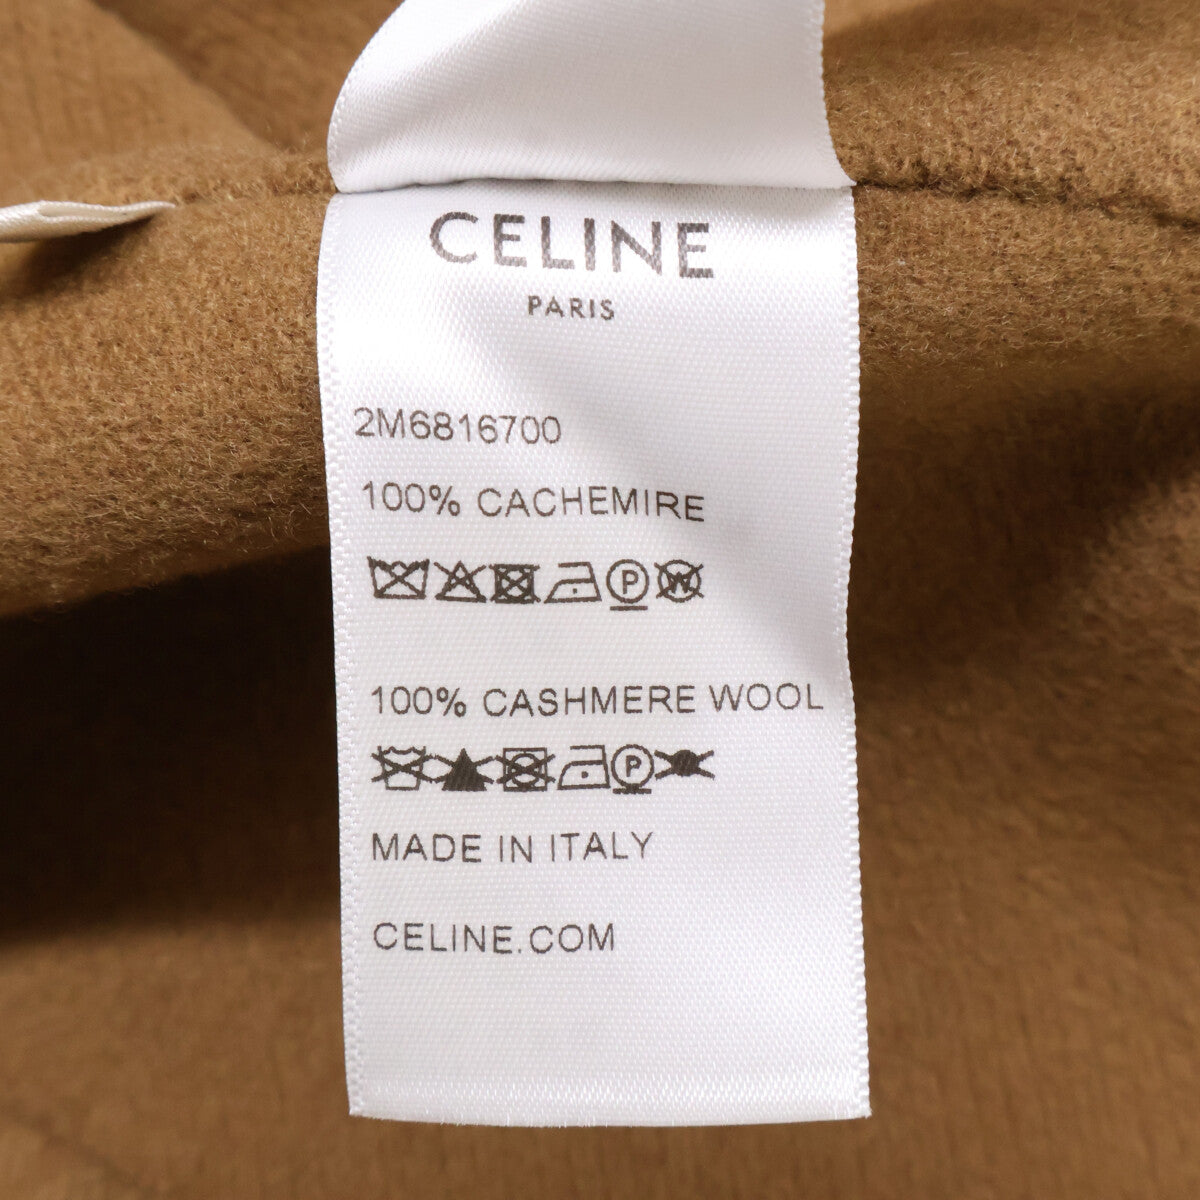 CELINE
PARIS
2M6816700
100% CACHEMIRE
P W
100% CASHMERE WOOL
P
MADE IN ITALY
CELINE.COM